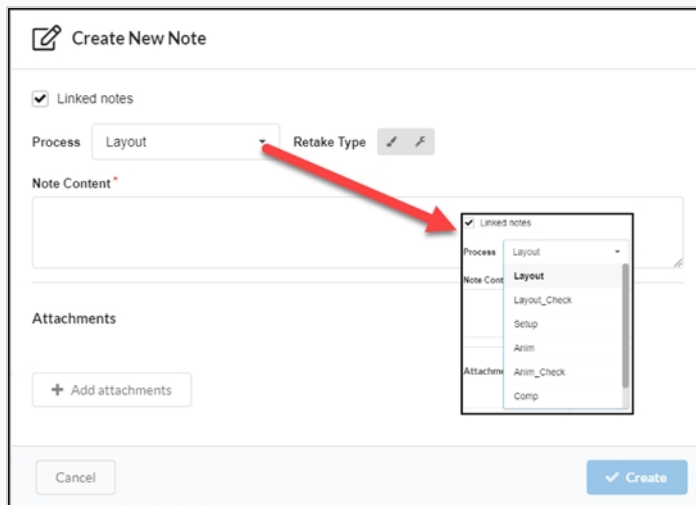 Create New Note
Linked notes
Process Layout Retake Type
Note Content*
Linked notes
Process Layout
Note Cont
Layout
Layout_Check
Setup
Anim
Attachme Anim_Check
Comp
Attachments
+ Add attachments
Cancel
Create